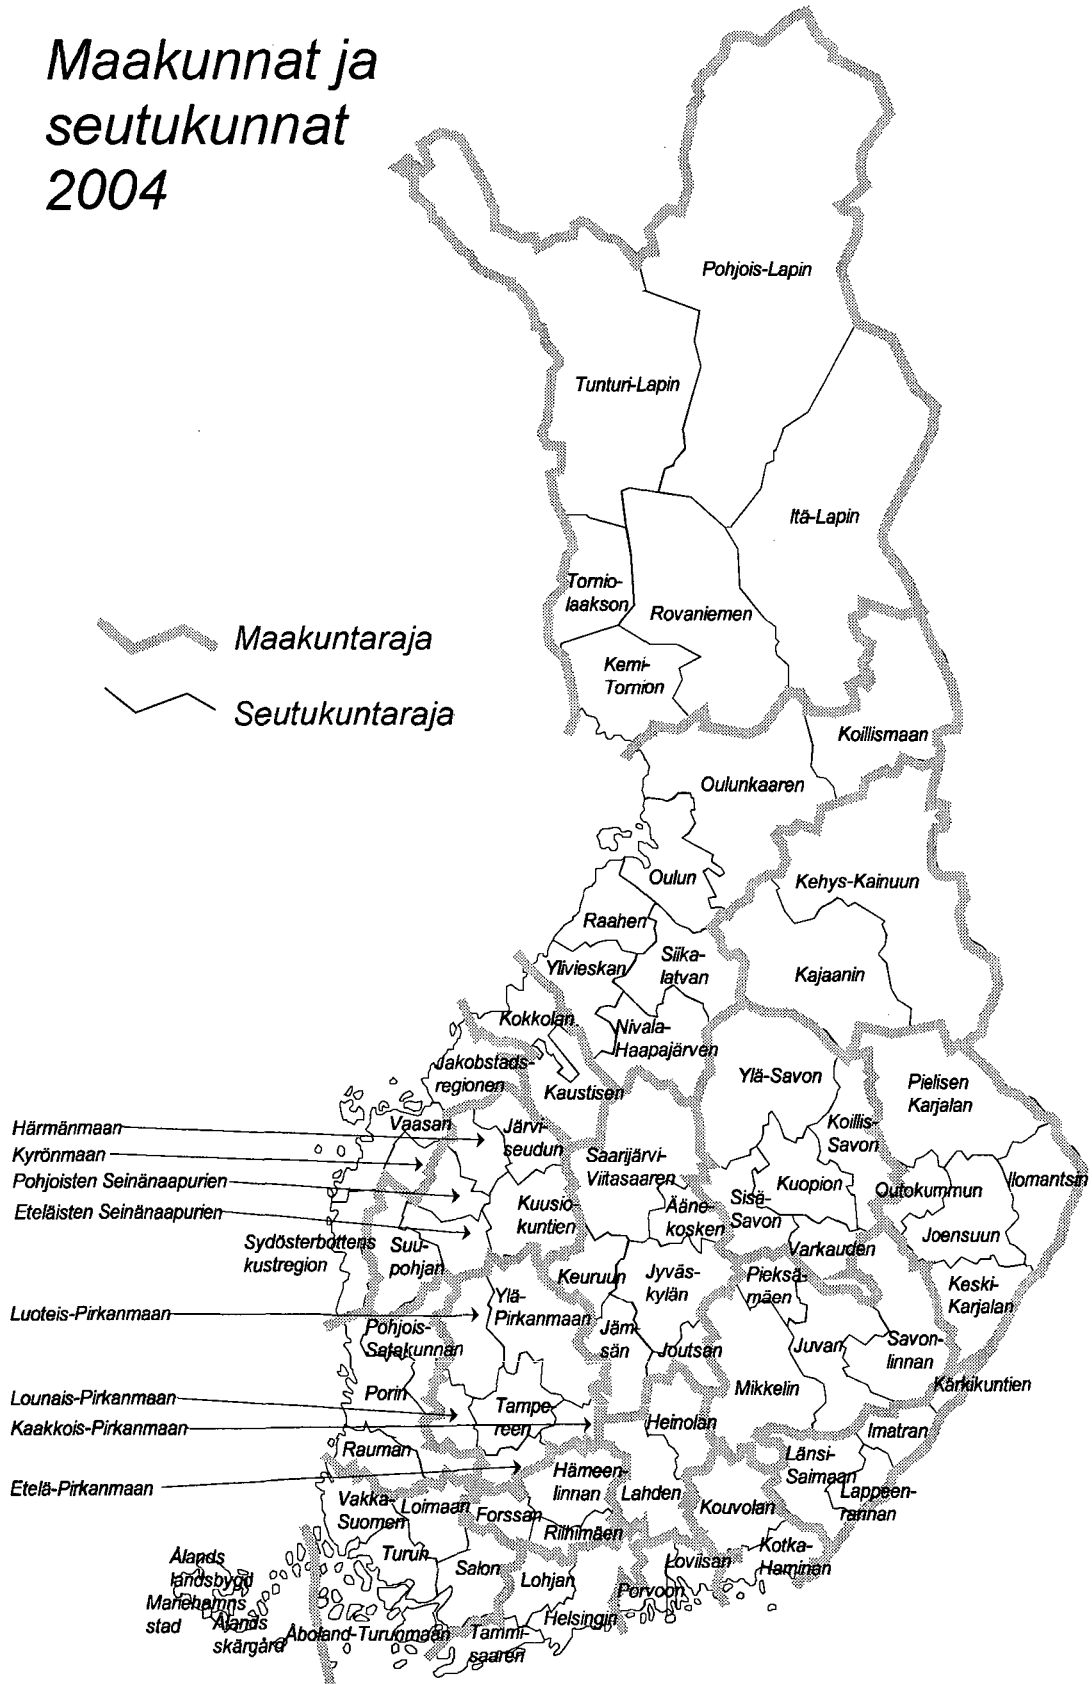 Maakunnat ja
seutukunnat
2004
Pohjois-Lapin
Tunturi-Lapin
Itä-Lapin
Tornio-
laakson
Rovaniemen
Maakuntaraja
Kemi-
Tornion
Seutukuntaraja
Koillismaan
Oulunkaaren
Oulun
Kehys-Kainuun
Raahen
Siika-
latvan
Ylivieskan
Kajaanin
Kokkolan
Nivala-
Haapajärven
Jakobstads-
regionen
Ylä-Savon
Pielisen
Karjalan
Kaustisen
Vaasan
Koillis-
Savon
Härmänmaan
Järvi-
seudun
Kyrönmaan
Saarijärvi-
Viitasaaren
Pohjoisten Seinänaapurien
Kuopion
Outokummun
Ilomantsin
Kuusio-
kuntien
Ääne-
kosken
Sisä-
Savon
Eteläisten Seinänaapurien
Joensuun
Sydösterbottens
kustregion
Suu-
pohjan
Varkauden
Keuruun
Jyväs-
kylän
Pieksä-
mäen
Keski-
Karjalan
Luoteis-Pirkanmaan
Ylä-
Pirkanmaan
Pohjois-
Satakunnan
Jäm-
sän
Joutsan
Juvan
Savon-
linnan
Kärkikuntien
Mikkelin
Porin
Lounais-Pirkanmaan
Tampe-
reen
Kaakkois-Pirkanmaan
Heinolan
Imatran
Rauman
Länsi-
Saimaan
Etelä-Pirkanmaan
Hämeen-
linnan
Lahden
Lappeen-
rannan
Vakka-
Suomen
Loimaan
Forssan
Kouvolan
Riihimäen
Kotka-
Haminan
Turun
Salon
Lohjan
Loviisan
Porvoon
Ålands
landsbygd
Mariehamns
stad
Ålands
skärgård
Åboland-Turunmaan
Tammi-
saaren
Helsingin